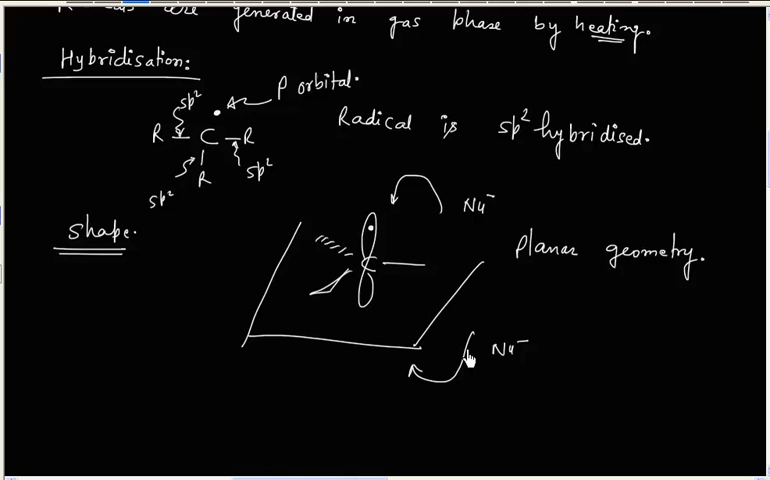 are generated in gas phase by heating.
Hybridisation:
sp² P orbital.
R - C - R
Radical is sp² hybridised.
sp² R sp²
Shape.
Nu⁻
C
Planar geometry.
Nu⁻